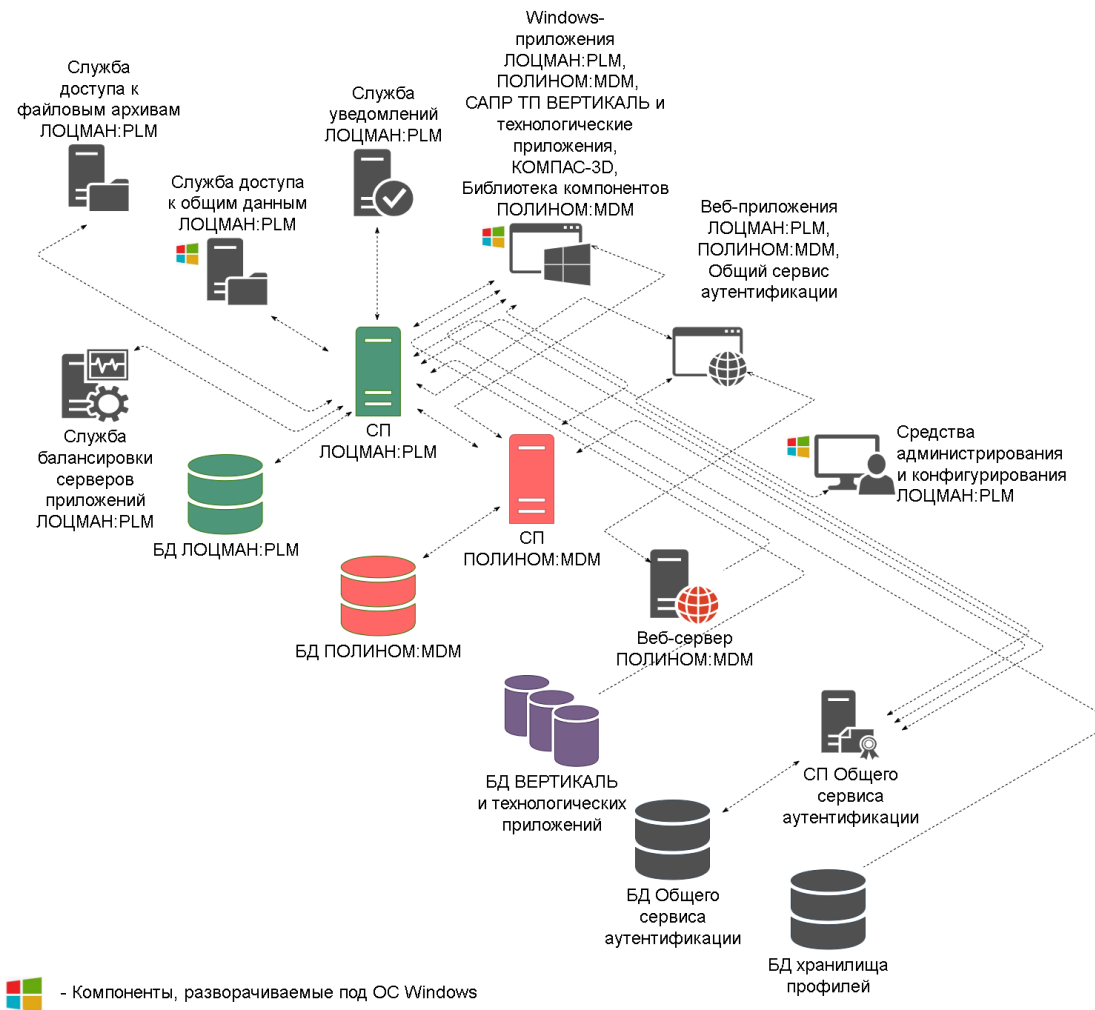 Windows-
приложения
ЛОЦМАН:PLM,
ПОЛИНОМ:MDM,
САПР ТП ВЕРТИКАЛЬ и
технологические
приложения,
КОМПАС-3D,
Библиотека компонентов
ПОЛИНОМ:MDM
Служба
доступа к
файловым архивам
ЛОЦМАН:PLM
Служба
уведомлений
ЛОЦМАН:PLM
Служба доступа
к общим данным
ЛОЦМАН:PLM
Веб-приложения
ЛОЦМАН:PLM,
ПОЛИНОМ:MDM,
Общий сервис
аутентификации
Служба
балансировки
серверов
приложений
ЛОЦМАН:PLM
СП
ЛОЦМАН:PLM
Средства
администрирования
и конфигурирования
ЛОЦМАН:PLM
БД ЛОЦМАН:PLM
СП
ПОЛИНОМ:MDM
БД ПОЛИНОМ:MDM
Веб-сервер
ПОЛИНОМ:MDM
БД ВЕРТИКАЛЬ
и технологических
приложений
СП Общего
сервиса
аутентификации
БД Общего
сервиса
аутентификации
БД хранилища
профилей
- Компоненты, разворачиваемые под ОС Windows